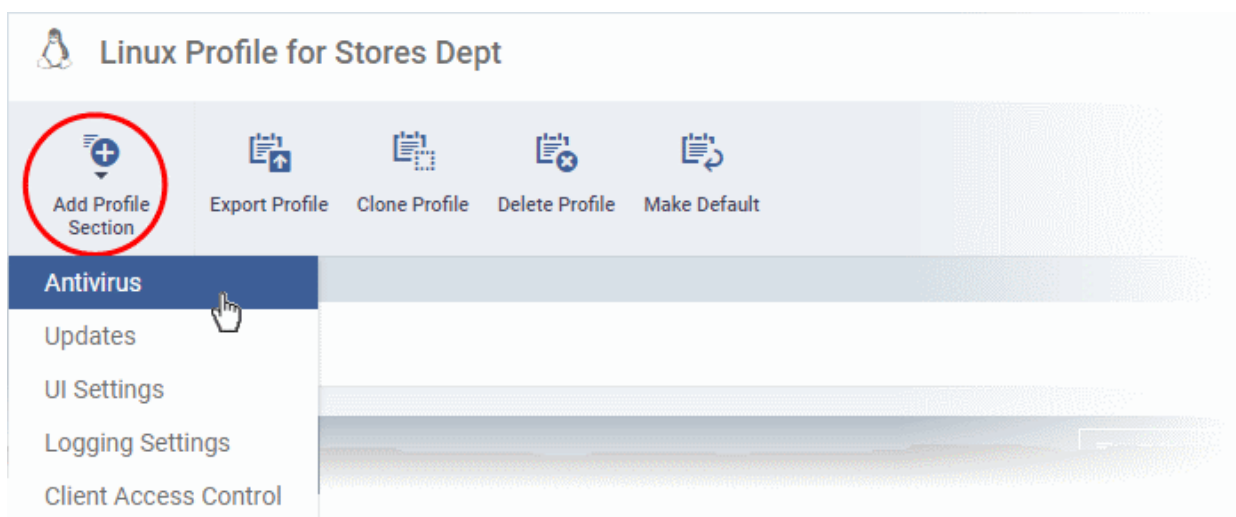 Linux Profile for Stores Dept
Add Profile
Section
Export Profile
Clone Profile
Delete Profile
Make Default
Antivirus
Updates
UI Settings
Logging Settings
Client Access Control